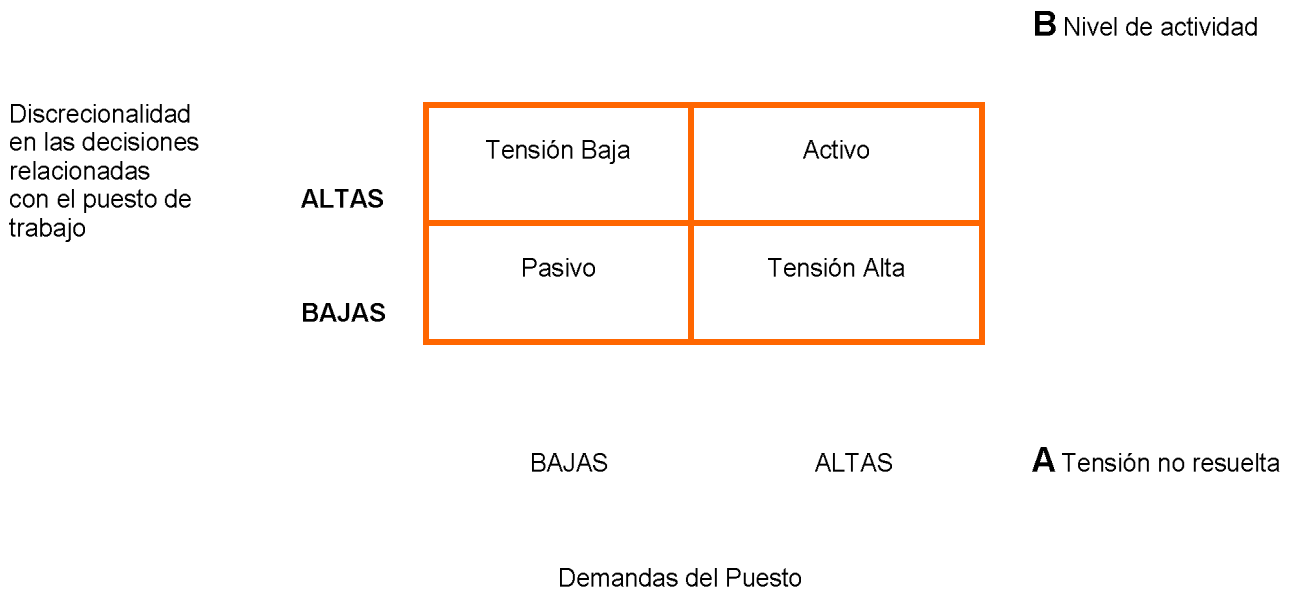 B Nivel de actividad
Discrecionalidad
en las decisiones
relacionadas
con el puesto de
trabajo
ALTAS
Tensión Baja
Activo
BAJAS
Pasivo
Tensión Alta
BAJAS
ALTAS
A Tensión no resuelta
Demandas del Puesto